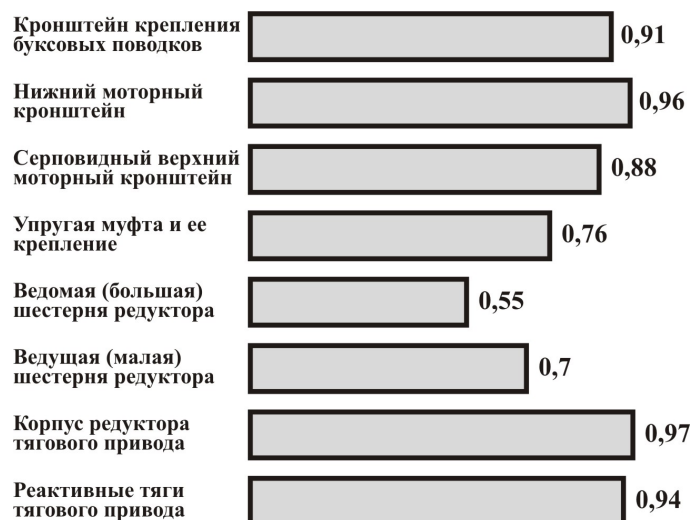 Кронштейн крепления
буксовых поводков
0,91
Нижний моторный
кронштейн
0,96
Серповидный верхний
моторный кронштейн
0,88
Упругая муфта и ее
крепление
0,76
Ведомая (большая)
шестерня редуктора
0,55
Ведущая (малая)
шестерня редуктора
0,7
Корпус редуктора
тягового привода
0,97
Реактивные тяги
тягового привода
0,94